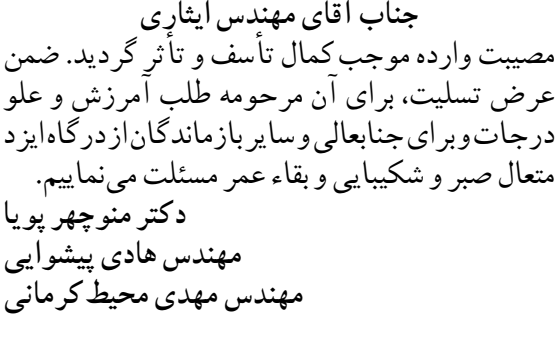 جناب آقای مهندس ایثاری
مصیبت وارده موجب کمال تأسف و تأثر گردید. ضمن
عرض تسلیت، برای آن مرحومه طلب آمرزش و علو
درجات و برای جنابعالی و سایر بازماندگان از درگاه ایزد
متعال صبر و شکیبایی و بقاء عمر مسئلت می‌نماییم.
دکتر منوچهر پویا
مهندس هادی پیشوایی
مهندس مهدی محیط کرمانی